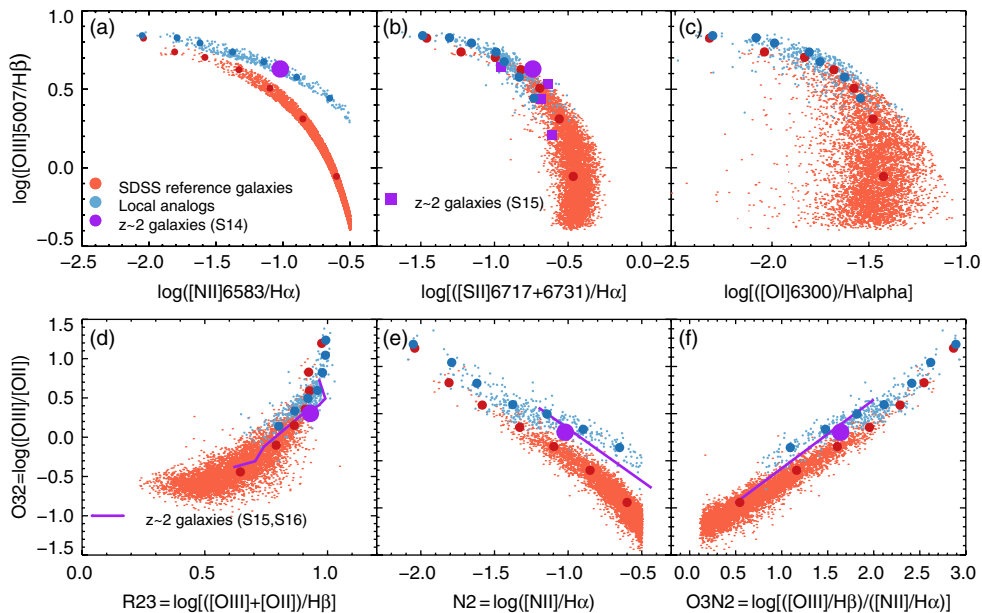 (a)
(b)
(c)
1.0
0.5
0.0
−0.5
log([OIII]5007/Hβ)
SDSS reference galaxies
Local analogs
z~2 galaxies (S14)
z~2 galaxies (S15)
−2.5 −2.0 −1.5 −1.0 −0.5
−2.0 −1.5 −1.0 −0.5 0.0
−2.5 −2.0 −1.5 −1.0
log([NII]6583/Hα)
log[([SII]6717+6731)/Hα]
log[([OI]6300)/H\alpha]
(d)
(e)
(f)
1.5
1.0
0.5
0.0
−0.5
−1.0
−1.5
O32=log([OIII]/[OII])
z~2 galaxies (S15,S16)
0.0 0.5 1.0
−2.0 −1.5 −1.0 −0.5
0.0 0.5 1.0 1.5 2.0 2.5 3.0
R23=log[([OIII]+[OII])/Hβ]
N2=log([NII]/Hα)
O3N2=log[([OIII]/Hβ)/([NII]/Hα)]